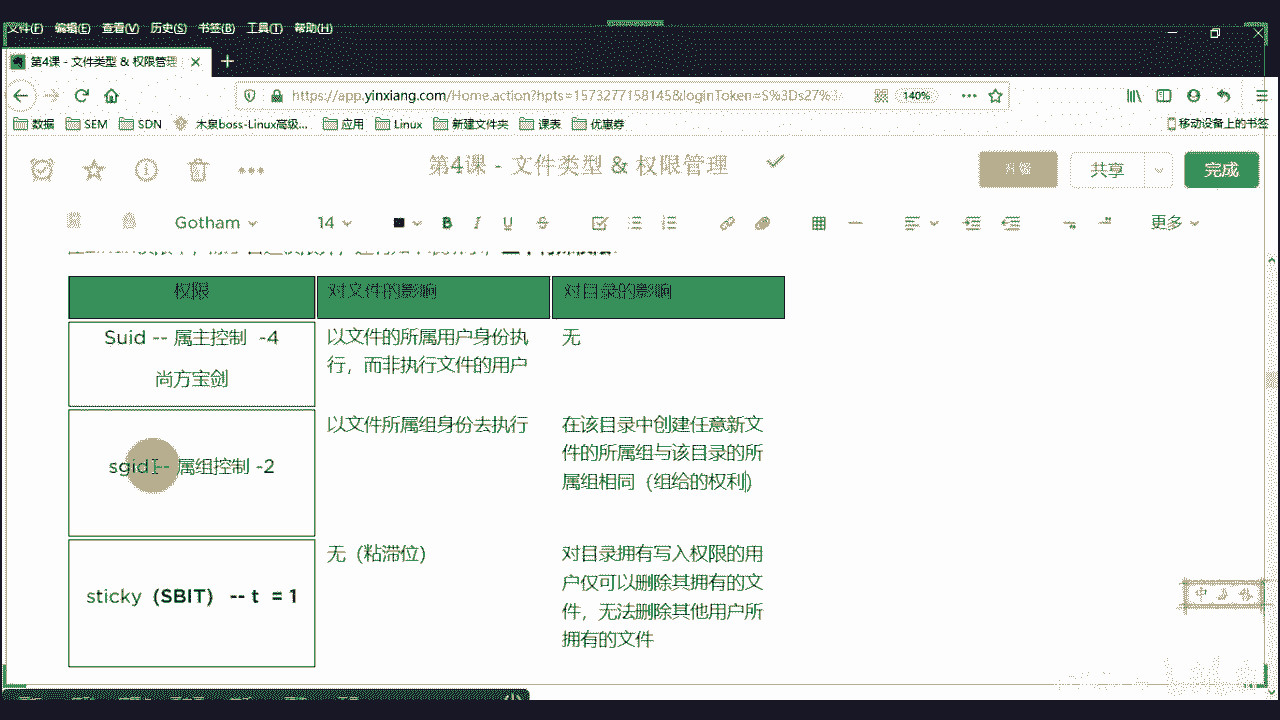 文件(F) 编辑(E) 查看(V) 历史(S) 书签(B) 工具(T) 帮助(H)
第4课 - 文件类型 & 权限管理
https://app.yinxiang.com/Home.action?hpts=1573277158145&loginToken=S%3Ds27%3 140%
数据 SEM SDN 木泉boss-Linux高级... 应用 Linux 新建文件夹 课表 优惠券 移动设备上的书签
第4课 - 文件类型 & 权限管理
升级 共享 完成
Gotham 14 B I U S 更多
权限 对文件的影响 对目录的影响
Suid -- 属主控制 -4
尚方宝剑
以文件的所属用户身份执
行，而非执行文件的用户
无
sgid -- 属组控制 -2
以文件所属组身份去执行
在该目录中创建任意新文
件的所属组与该目录的所
属组相同（组给的权利）
sticky (SBIT) -- t = 1
无（粘滞位）
对目录拥有写入权限的用
户仅可以删除其拥有的文
件，无法删除其他用户所
拥有的文件